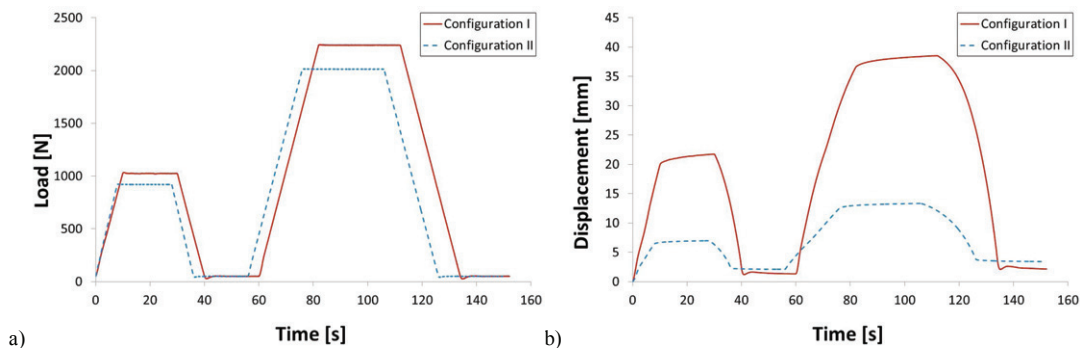 2500
2000
1500
1000
500
0
Load [N]
0 20 40 60 80 100 120 140 160
Time [s]
Configuration I
Configuration II
a)
45
40
35
30
25
20
15
10
5
0
Displacement [mm]
0 20 40 60 80 100 120 140 160
Time [s]
Configuration I
Configuration II
b)